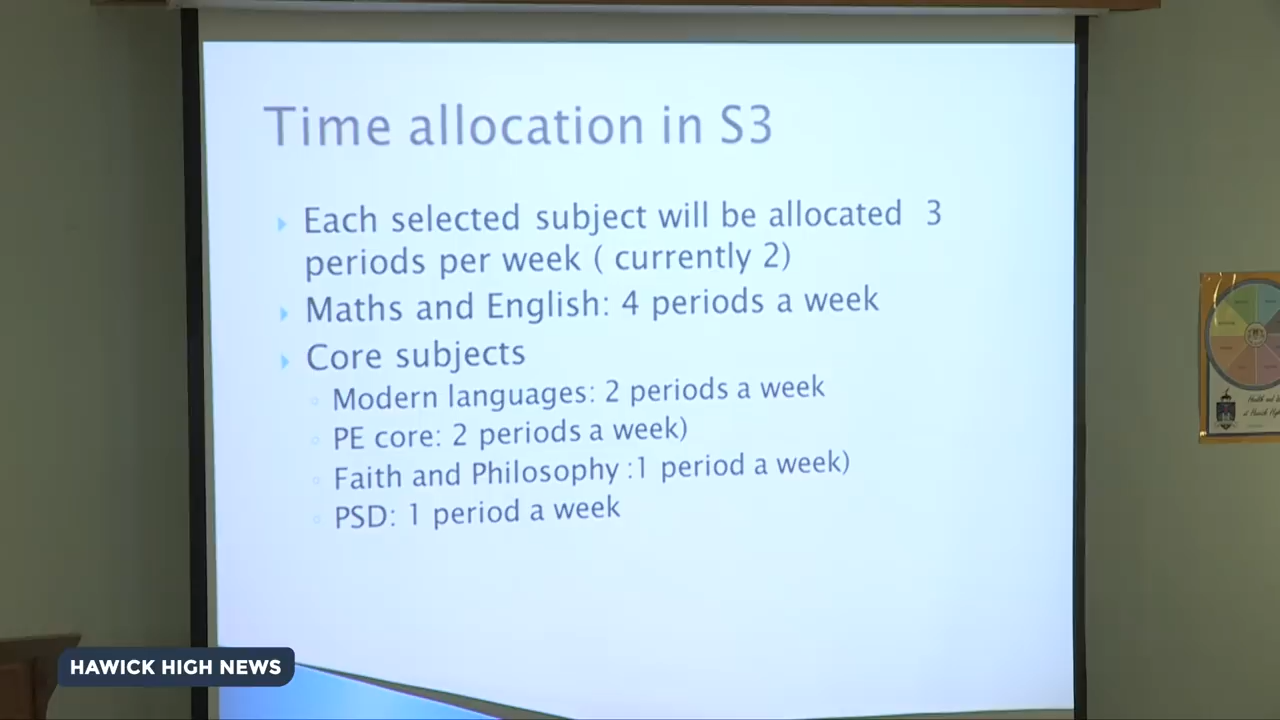 Time allocation in S3
Each selected subject will be allocated 3
periods per week ( currently 2)
Maths and English: 4 periods a week
Core subjects
Modern languages: 2 periods a week
PE core: 2 periods a week)
Faith and Philosophy :1 period a week)
PSD: 1 period a week
HAWICK HIGH NEWS